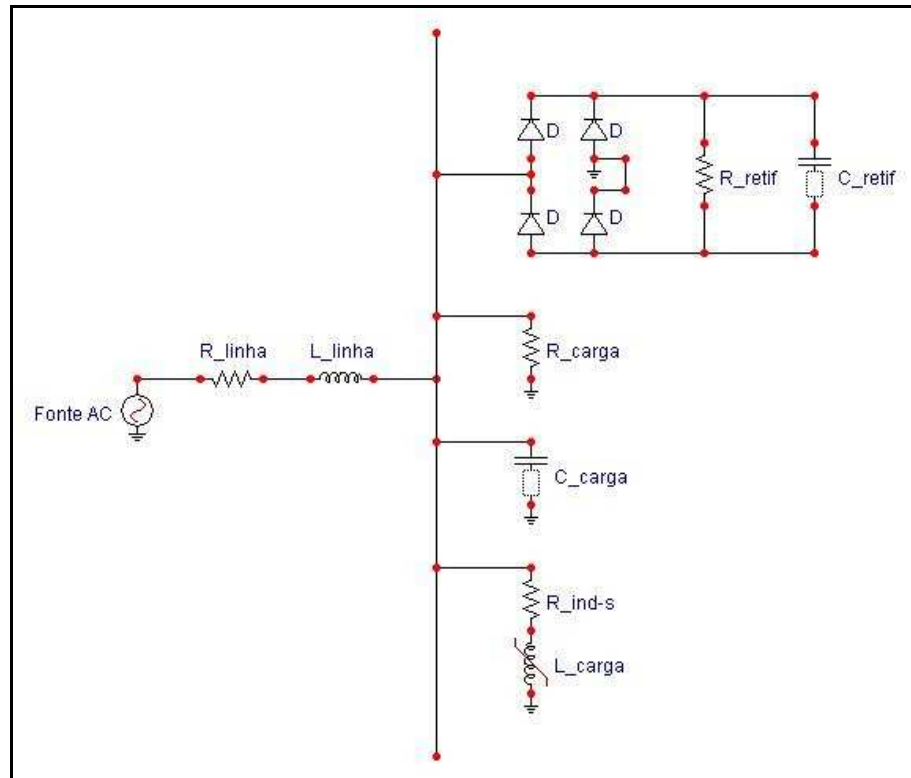 D
D
R_retif
C_retif
D
D
R_linha
L_linha
R_carga
Fonte AC
C_carga
R_ind-s
L_carga